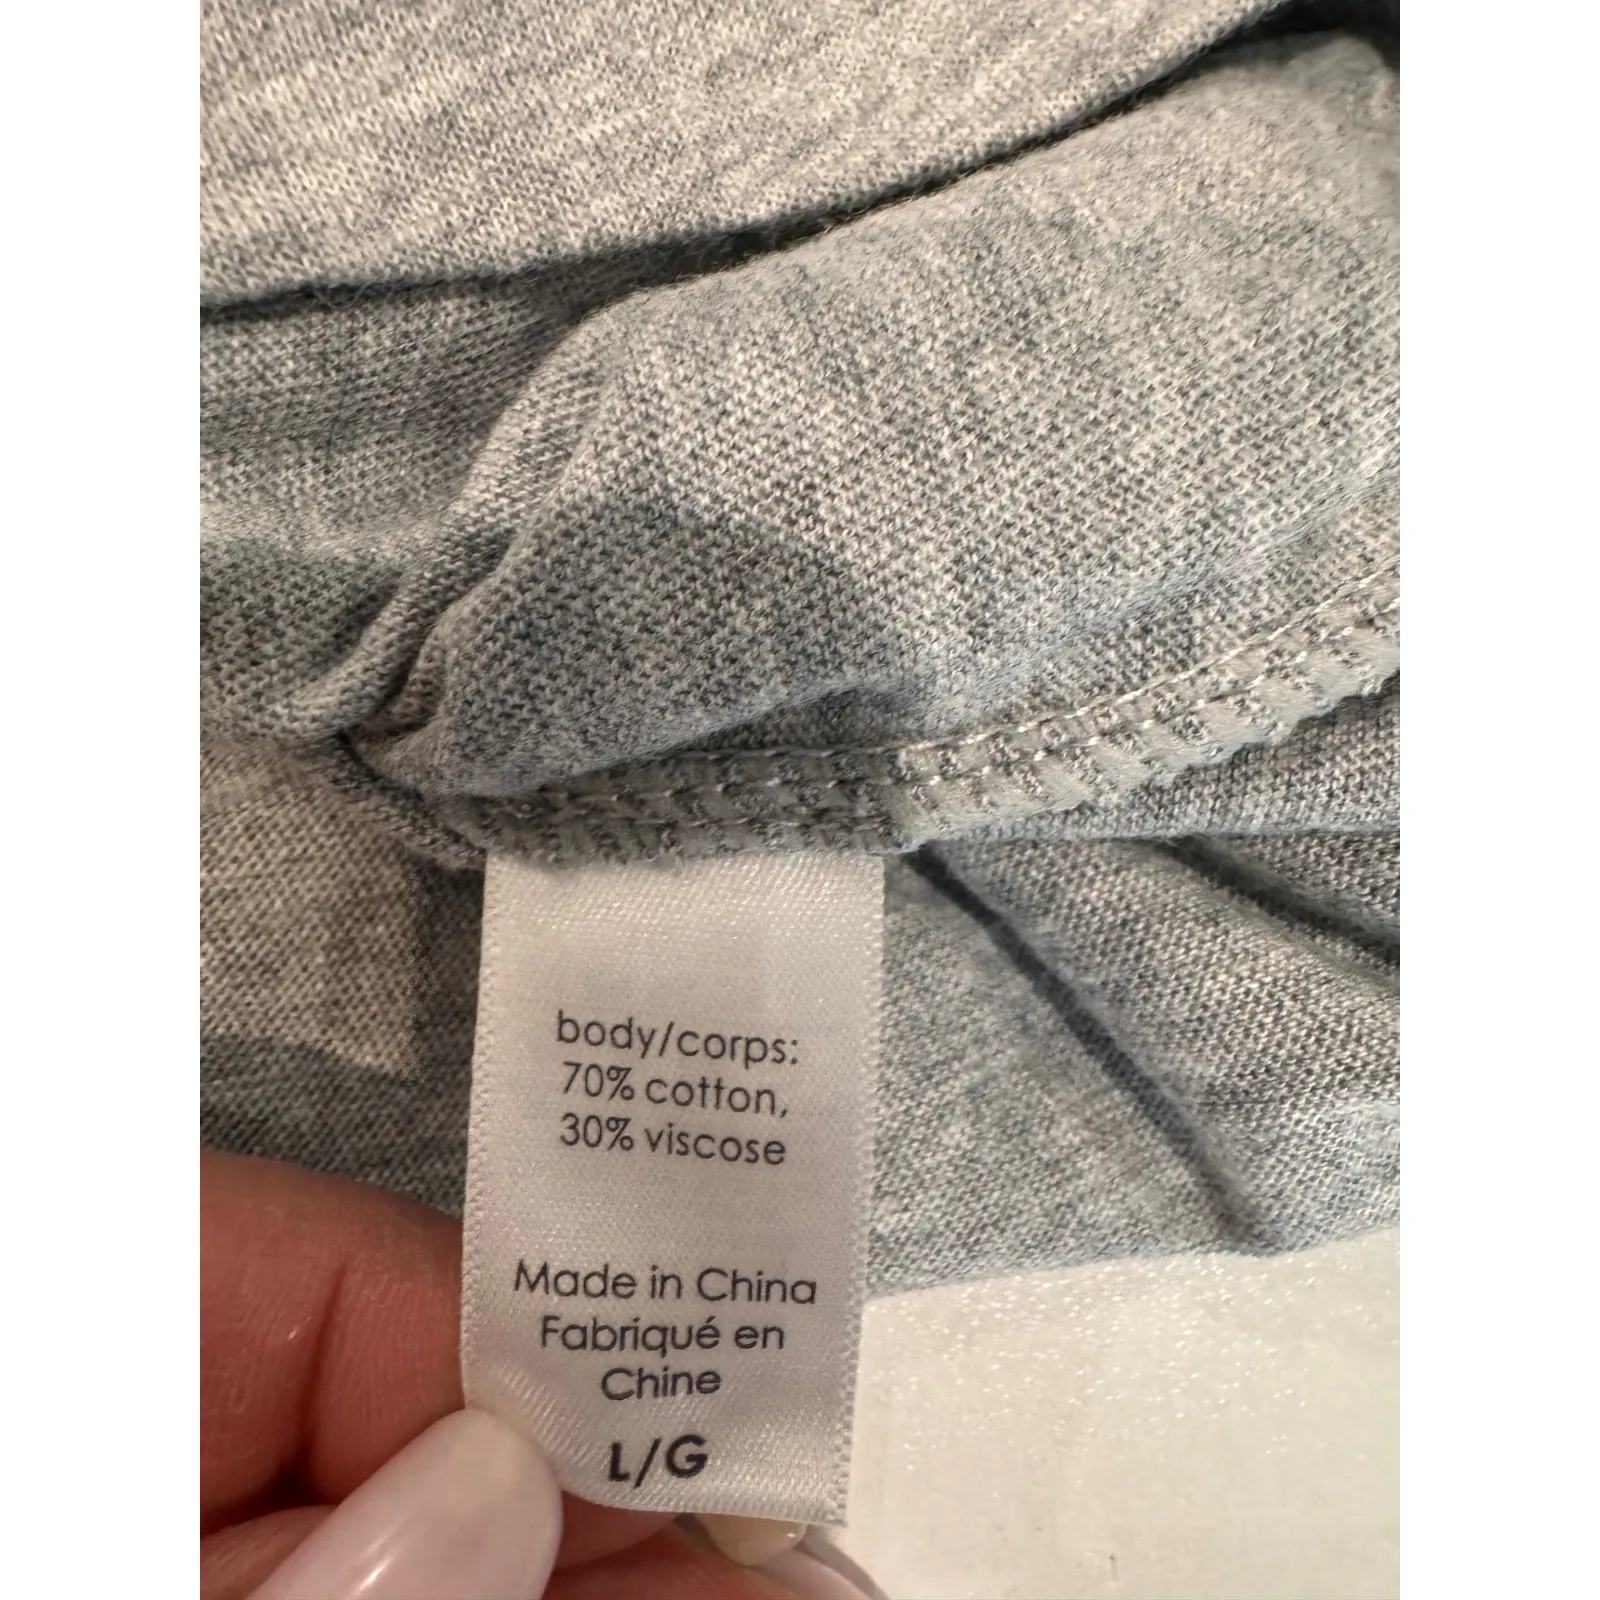 body/corps:
70% cotton,
30% viscose
Made in China
Fabriqué en
Chine
L/G